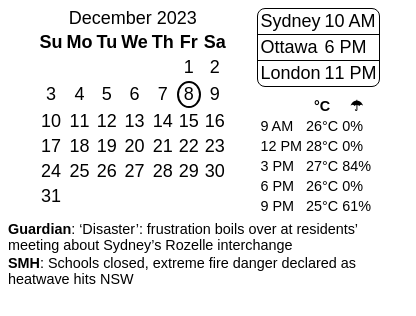 December 2023
Su Mo Tu We Th Fr Sa
1 2
3 4 5 6 7 8 9
10 11 12 13 14 15 16
17 18 19 20 21 22 23
24 25 26 27 28 29 30
31
Sydney 10 AM
Ottawa 6 PM
London 11 PM
°C ☂
9 AM 26°C 0%
12 PM 28°C 0%
3 PM 27°C 84%
6 PM 26°C 0%
9 PM 25°C 61%
Guardian: ‘Disaster’: frustration boils over at residents’
meeting about Sydney’s Rozelle interchange
SMH: Schools closed, extreme fire danger declared as
heatwave hits NSW